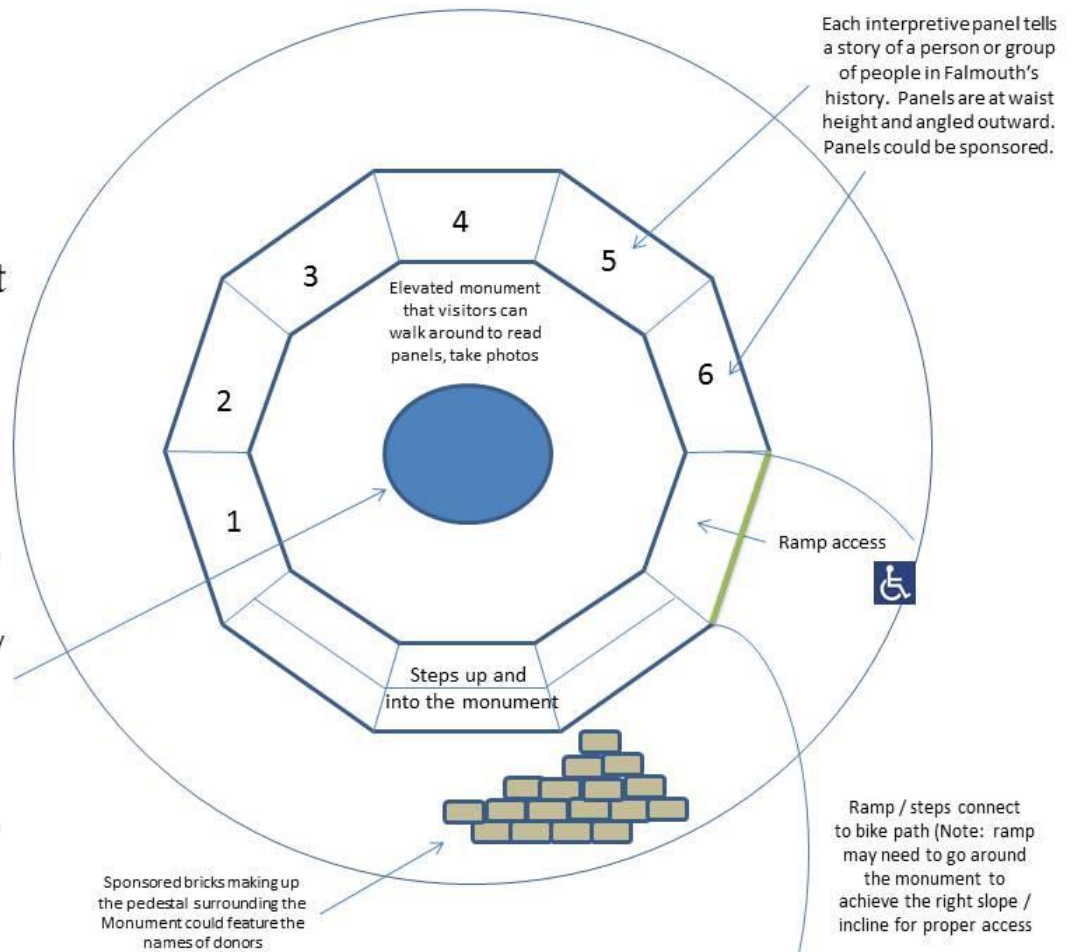 Each interpretive panel tells
a story of a person or group
of people in Falmouth's
history. Panels are at waist
height and angled outward.
Panels could be sponsored.
4
3
5
Elevated monument
that visitors can
walk around to read
panels, take photos
6
2
1
Ramp access
Steps up and
into the monument
Ramp / steps connect
to bike path (Note: ramp
may need to go around
the monument to
achieve the right slope /
incline for proper access
Sponsored bricks making up
the pedestal surrounding the
Monument could feature the
names of donors